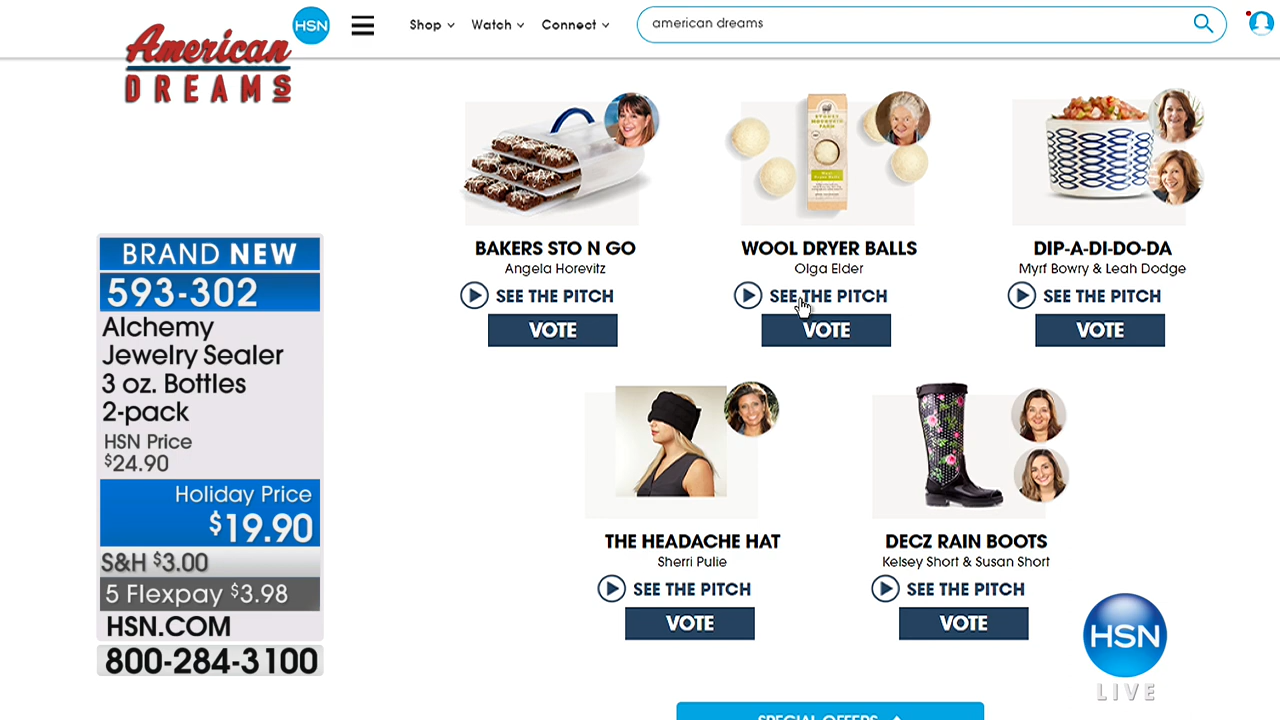 American
DREAMS
HSN
Shop
Watch
Connect
american dreams
BAKERS STO N GO
Angela Horevitz
SEE THE PITCH
VOTE
WOOL DRYER BALLS
Olga Elder
SEE THE PITCH
VOTE
DIP-A-DI-DO-DA
Myrf Bowry & Leah Dodge
SEE THE PITCH
VOTE
THE HEADACHE HAT
Sherri Pulie
SEE THE PITCH
VOTE
DECZ RAIN BOOTS
Kelsey Short & Susan Short
SEE THE PITCH
VOTE
BRAND NEW
593-302
Alchemy
Jewelry Sealer
3 oz. Bottles
2-pack
HSN Price
$24.90
Holiday Price
$19.90
S&H $3.00
5 Flexpay $3.98
HSN.COM
800-284-3100
HSN
LIVE
SPECIAL OFFERS